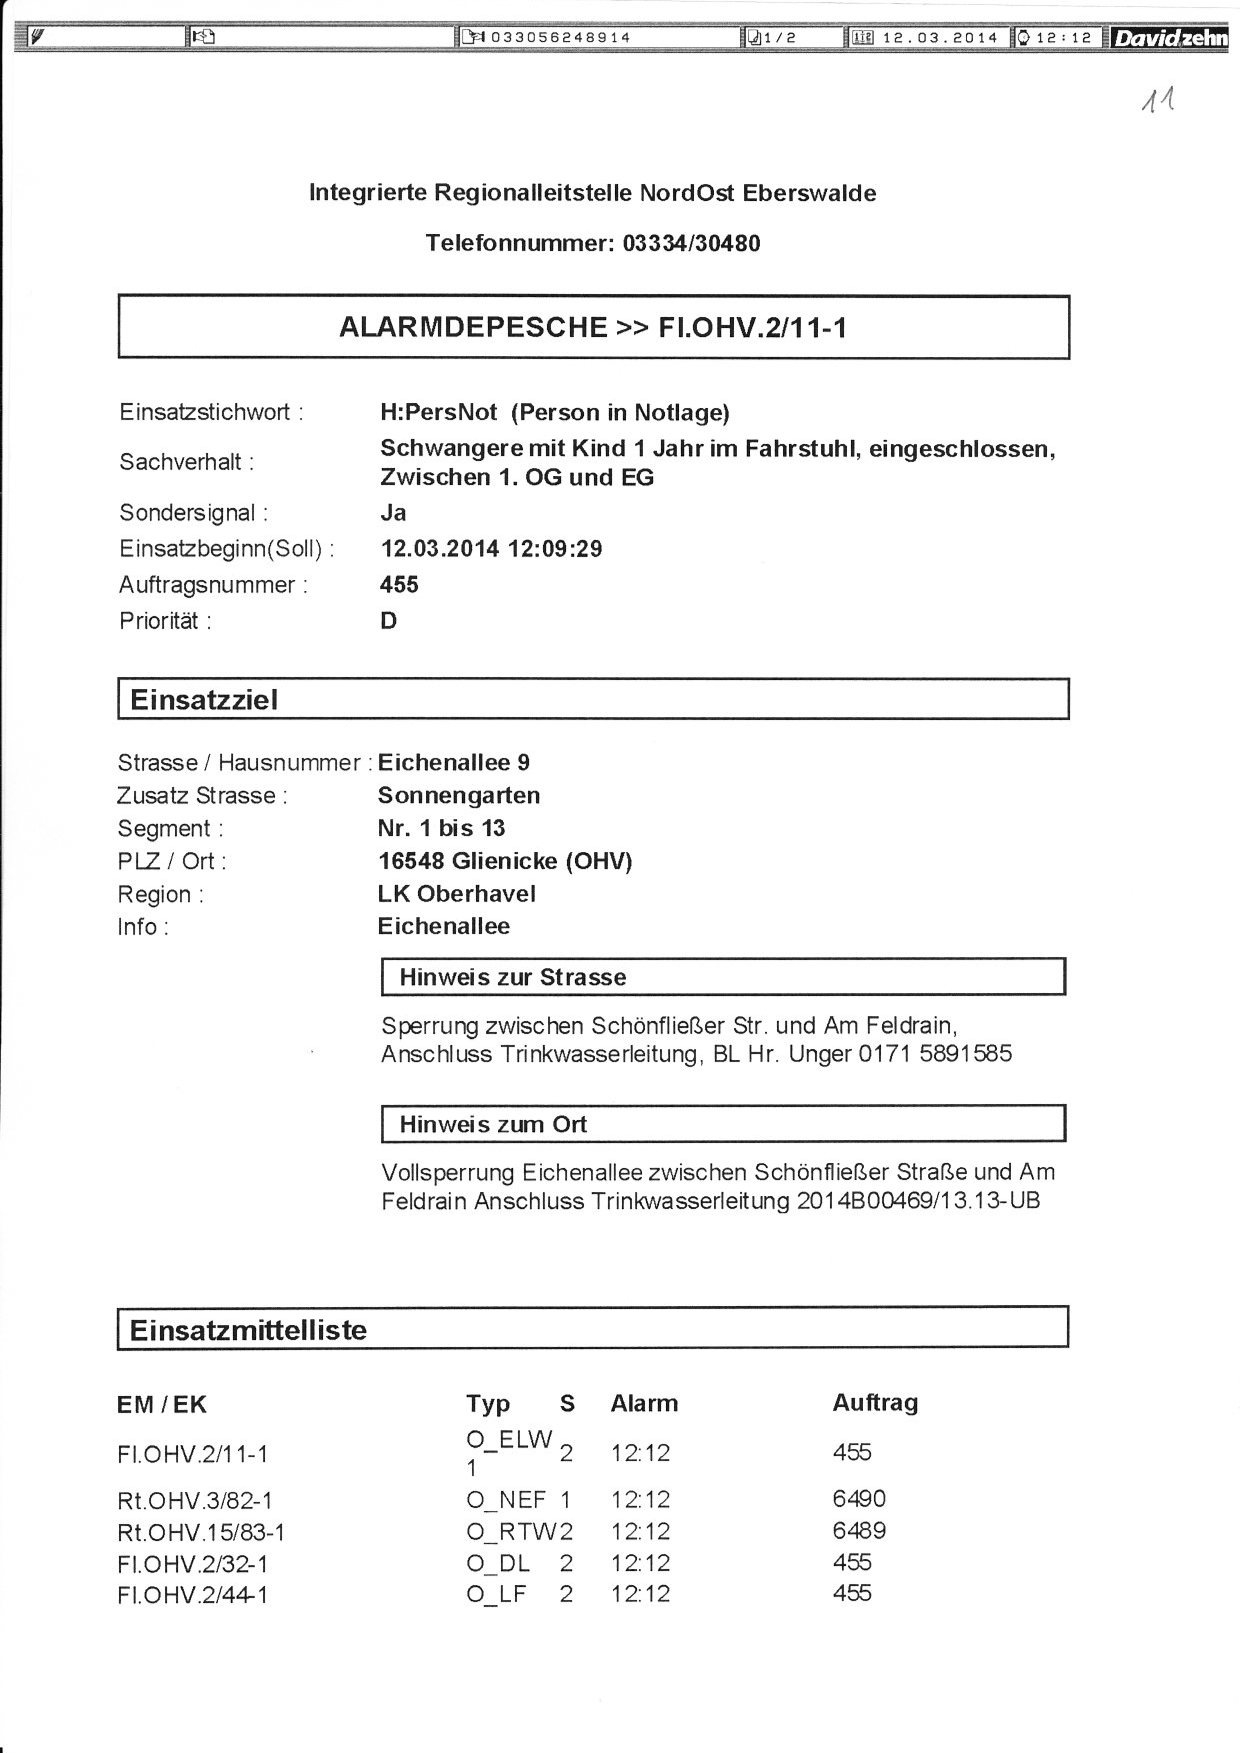 033056248914 1/2 12.03.2014 12:12 Davidzehn
11
Integrierte Regionalleitstelle NordOst Eberswalde
Telefonnummer: 03334/30480
ALARMDEPESCHE >> Fl.OHV.2/11-1
Einsatzstichwort : H:PersNot (Person in Notlage)
Sachverhalt : Schwangere mit Kind 1 Jahr im Fahrstuhl, eingeschlossen,
Zwischen 1. OG und EG
Sondersignal : Ja
Einsatzbeginn(Soll) : 12.03.2014 12:09:29
Auftragsnummer : 455
Priorität : D
Einsatzziel
Strasse / Hausnummer : Eichenallee 9
Zusatz Strasse : Sonnengarten
Segment : Nr. 1 bis 13
PLZ / Ort : 16548 Glienicke (OHV)
Region : LK Oberhavel
Info : Eichenallee
Hinweis zur Strasse
Sperrung zwischen Schönfließer Str. und Am Feldrain,
Anschluss Trinkwasserleitung, BL Hr. Unger 0171 5891585
Hinweis zum Ort
Vollsperrung Eichenallee zwischen Schönfließer Straße und Am
Feldrain Anschluss Trinkwasserleitung 2014B00469/13.13-UB
Einsatzmittelliste
EM / EK Typ S Alarm Auftrag
Fl.OHV.2/11-1 O_ELW 2 12:12 455
1
Rt.OHV.3/82-1 O_NEF 1 12:12 6490
Rt.OHV.15/83-1 O_RTW 2 12:12 6489
Fl.OHV.2/32-1 O_DL 2 12:12 455
Fl.OHV.2/44-1 O_LF 2 12:12 455